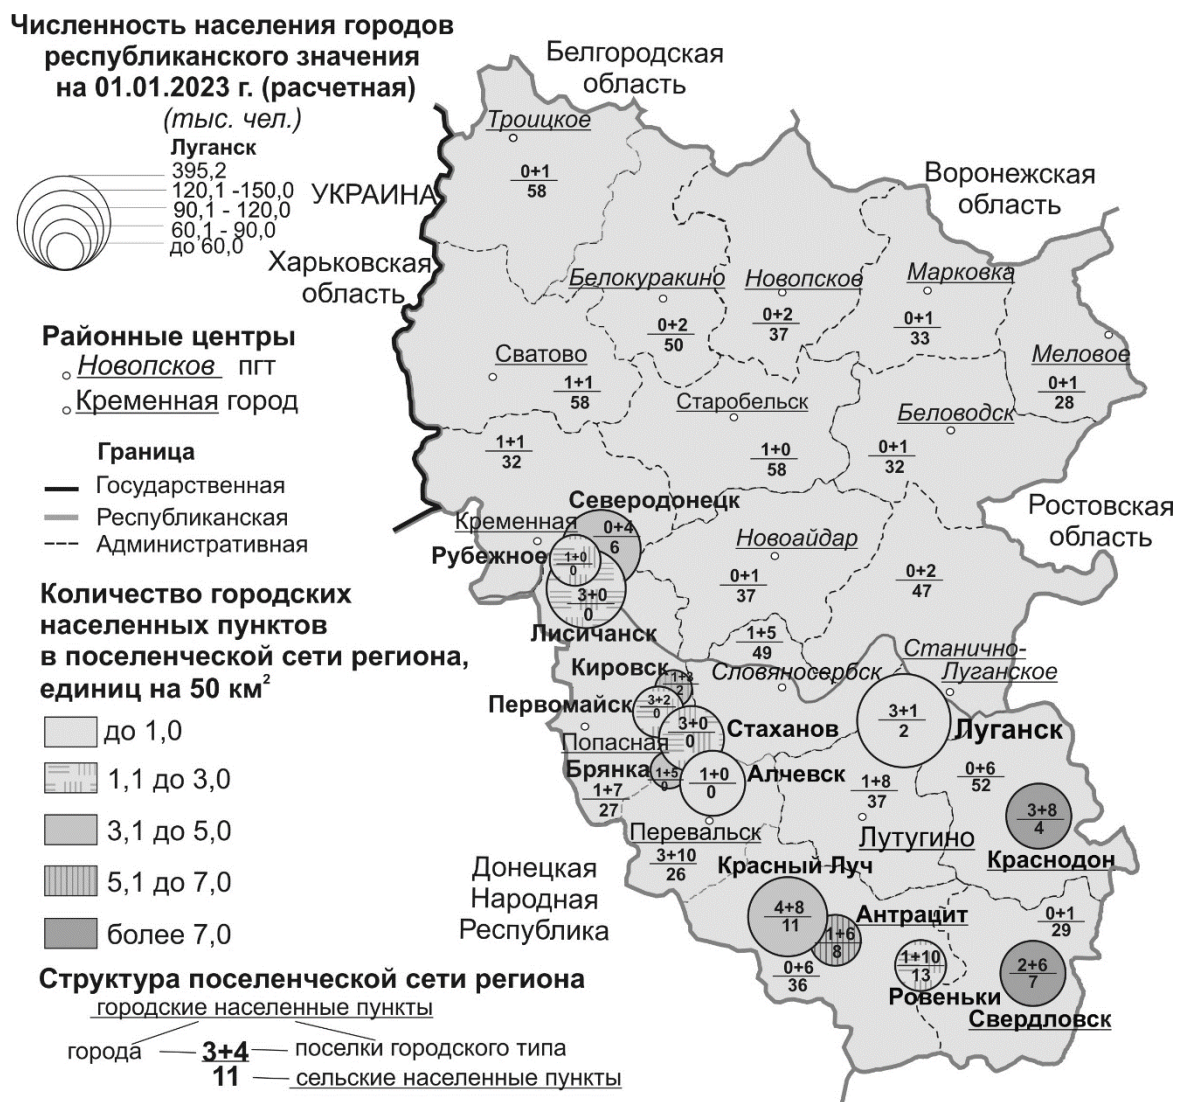 Численность населения городов
республиканского значения
на 01.01.2023 г. (расчетная)
(тыс. чел.)
Луганск
395,2
120,1 -150,0
90,1 - 120,0
60,1 - 90,0
до 60,0
Районные центры
Новопсков пгт
Кременная город
Граница
Государственная
Республиканская
Административная
Количество городских
населенных пунктов
в поселенческой сети региона,
единиц на 50 км²
до 1,0
1,1 до 3,0
3,1 до 5,0
5,1 до 7,0
более 7,0
Структура поселенческой сети региона
городские населенные пункты
города
3+4
поселки городского типа
11
сельские населенные пункты
Белгородская
область
УКРАИНА
Харьковская
область
Воронежская
область
Ростовская
область
Донецкая
Народная
Республика
Троицкое
0+1
58
Белокуракино
0+2
50
Новопсков
0+2
37
Марковка
0+1
33
Меловое
0+1
28
Сватово
1+1
58
Старобельск
1+0
58
Беловодск
0+1
32
1+1
32
Кременная
Северодонецк
0+4
6
Рубежное
1+0
0
3+0
0
Лисичанск
Новоайдар
0+1
37
0+2
47
Станично-
Луганское
1+5
49
Словяносербск
Кировск
1+3
2
Первомайск
3+2
0
Стаханов
3+0
0
Попасная
1+7
27
Брянка
1+5
0
Алчевск
1+0
0
Луганск
3+1
2
1+8
37
Лутугино
0+6
52
3+8
4
Краснодон
Перевальск
3+10
26
Красный Луч
4+8
11
Антрацит
1+6
8
0+6
36
1+10
13
Ровеньки
0+1
29
2+6
7
Свердловск